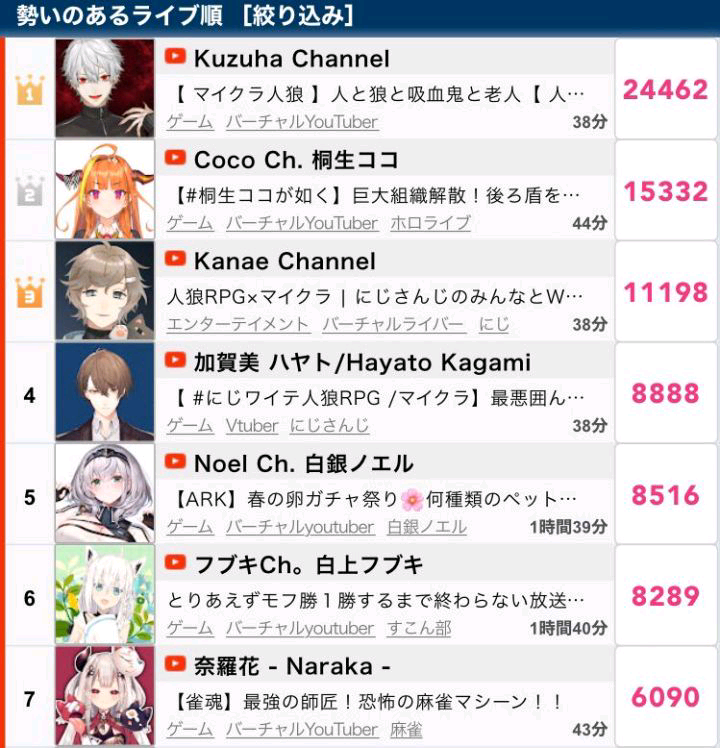 勢いのあるライブ順 [絞り込み]
1
Kuzuha Channel
【 マイクラ人狼 】人と狼と吸血鬼と老人【 人…
ゲーム バーチャルYouTuber 38分
24462
2
Coco Ch. 桐生ココ
【#桐生ココが如く】巨大組織解散！後ろ盾を…
ゲーム バーチャルYouTuber ホロライブ 44分
15332
3
Kanae Channel
人狼RPG×マイクラ | にじさんじのみんなとW…
エンターテイメント バーチャルライバー にじ 38分
11198
4
加賀美 ハヤト/Hayato Kagami
【 #にじワイテ人狼RPG /マイクラ】最悪囲ん…
ゲーム Vtuber にじさんじ 38分
8888
5
Noel Ch. 白銀ノエル
【ARK】春の卵ガチャ祭り🌸何種類のペット…
ゲーム バーチャルyoutuber 白銀ノエル 1時間39分
8516
6
フブキCh。白上フブキ
とりあえずモフ勝１勝するまで終わらない放送…
ゲーム バーチャルyoutuber すこん部 1時間40分
8289
7
奈羅花 - Naraka -
【雀魂】最強の師匠！恐怖の麻雀マシーン！！
ゲーム バーチャルYouTuber 麻雀 43分
6090